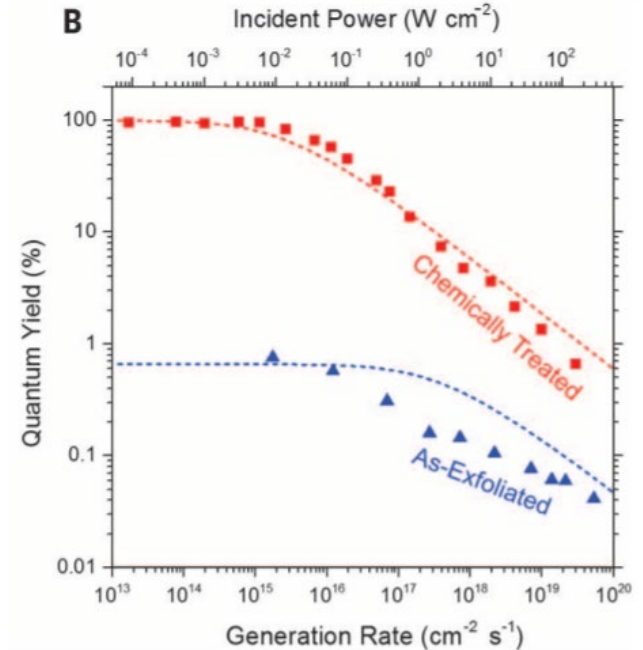 B
Incident Power (W cm⁻²)
10⁻⁴ 10⁻³ 10⁻² 10⁻¹ 10⁰ 10¹ 10²
100
10
1
0.1
0.01
Quantum Yield (%)
Chemically Treated
As-Exfoliated
10¹³ 10¹⁴ 10¹⁵ 10¹⁶ 10¹⁷ 10¹⁸ 10¹⁹ 10²⁰
Generation Rate (cm⁻² s⁻¹)